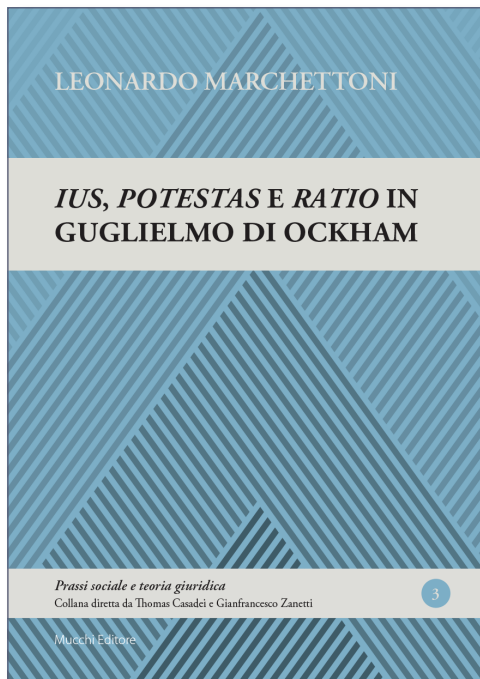 LEONARDO MARCHETTONI
IUS, POTESTAS E RATIO IN
GUGLIELMO DI OCKHAM
Prassi sociale e teoria giuridica
Collana diretta da Thomas Casadei e Gianfrancesco Zanetti
3
Mucchi Editore